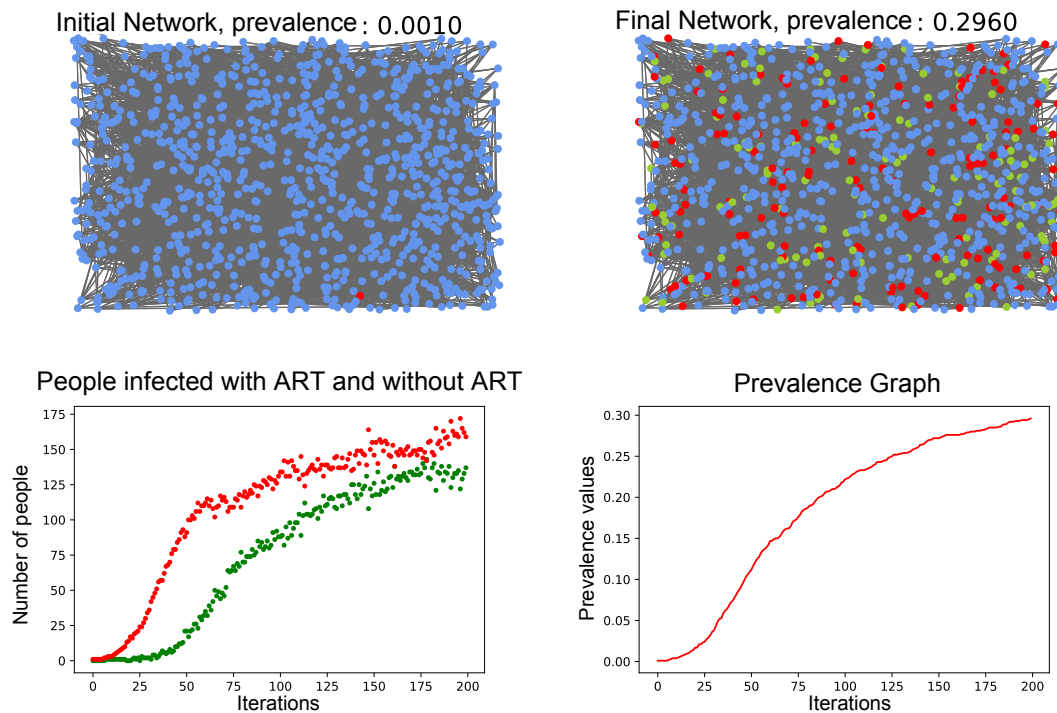 Initial Network, prevalence : 0.0010
Final Network, prevalence : 0.2960
People infected with ART and without ART
175
150
125
100
75
50
25
0
Number of people
0 25 50 75 100 125 150 175 200
Iterations
Prevalence Graph
0.30
0.25
0.20
0.15
0.10
0.05
0.00
Prevalence values
0 25 50 75 100 125 150 175 200
Iterations